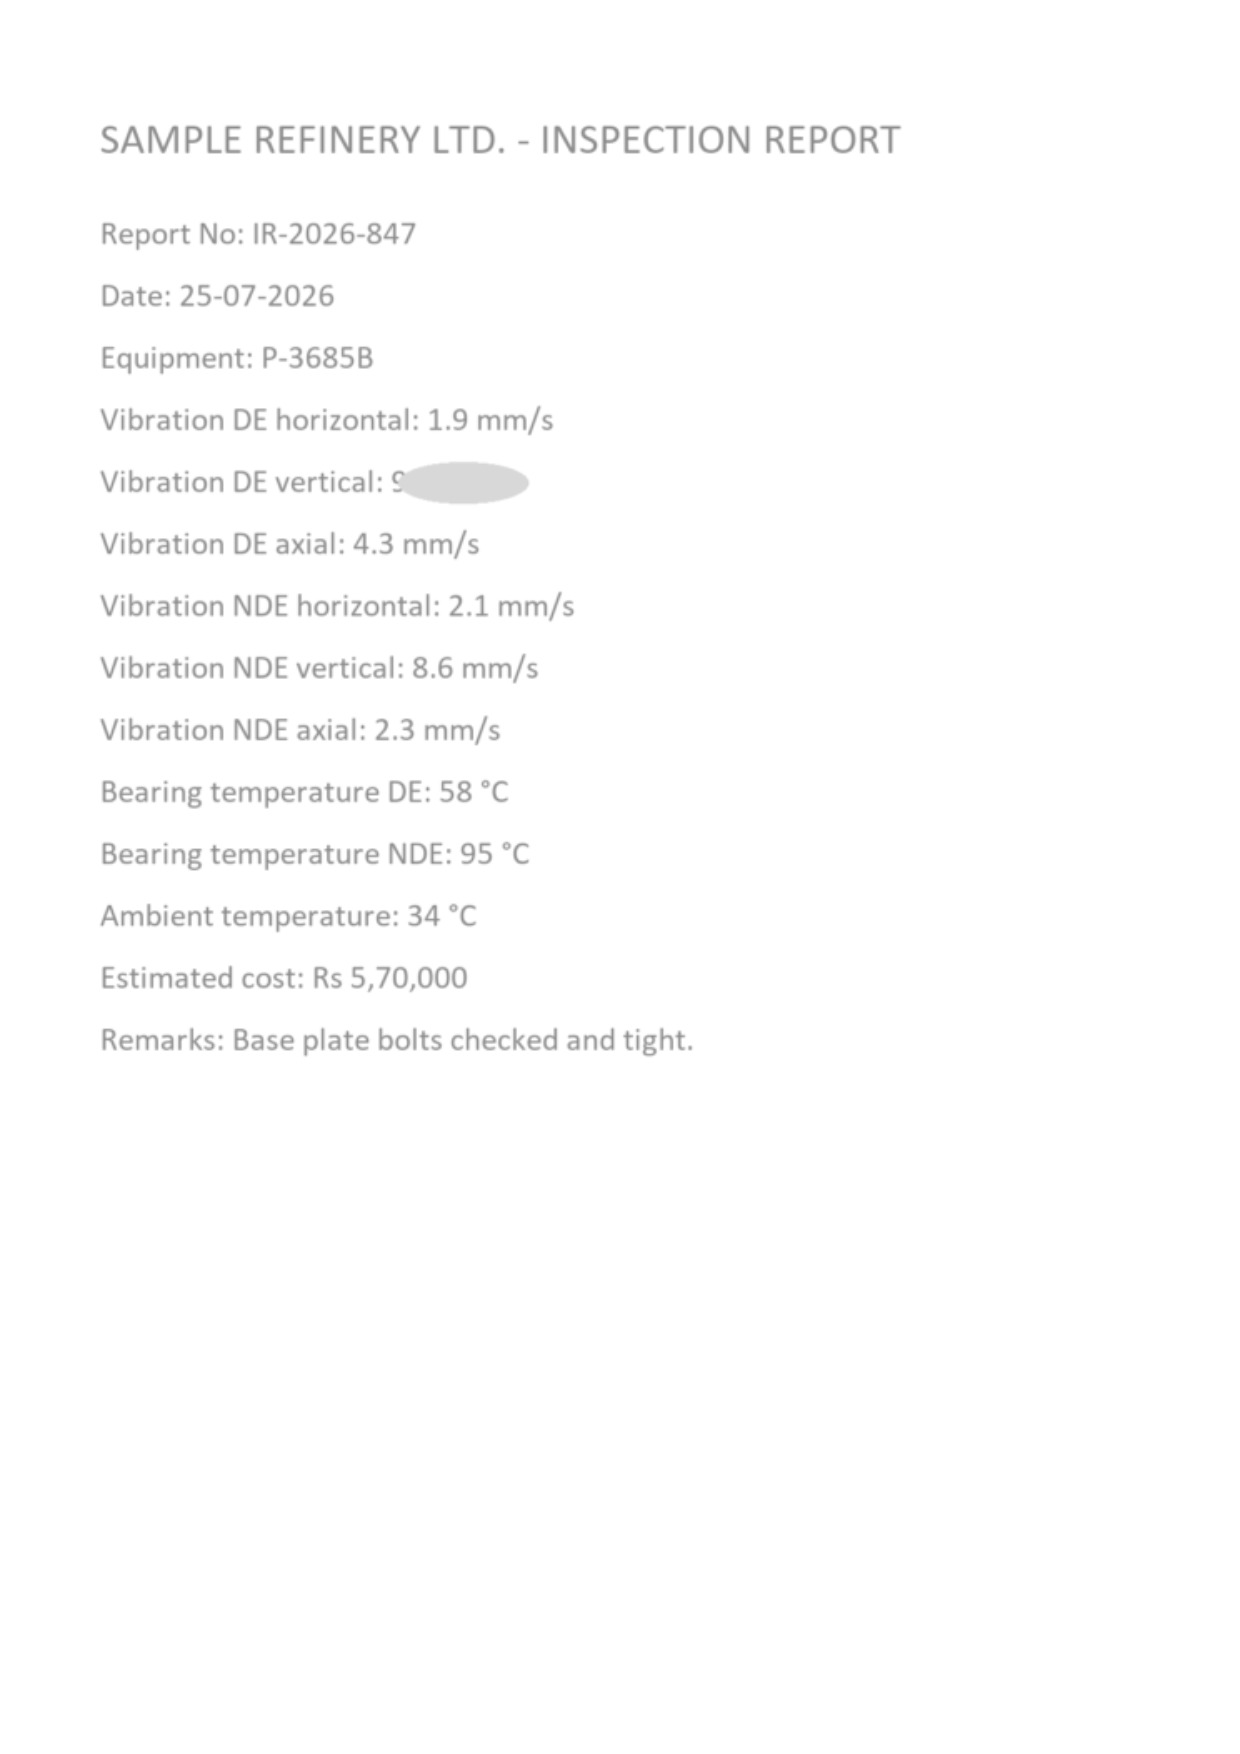 SAMPLE REFINERY LTD. - INSPECTION REPORT
Report No: IR-2026-847
Date: 25-07-2026
Equipment: P-3685B
Vibration DE horizontal: 1.9 mm/s
Vibration DE vertical:
Vibration DE axial: 4.3 mm/s
Vibration NDE horizontal: 2.1 mm/s
Vibration NDE vertical: 8.6 mm/s
Vibration NDE axial: 2.3 mm/s
Bearing temperature DE: 58 °C
Bearing temperature NDE: 95 °C
Ambient temperature: 34 °C
Estimated cost: Rs 5,70,000
Remarks: Base plate bolts checked and tight.